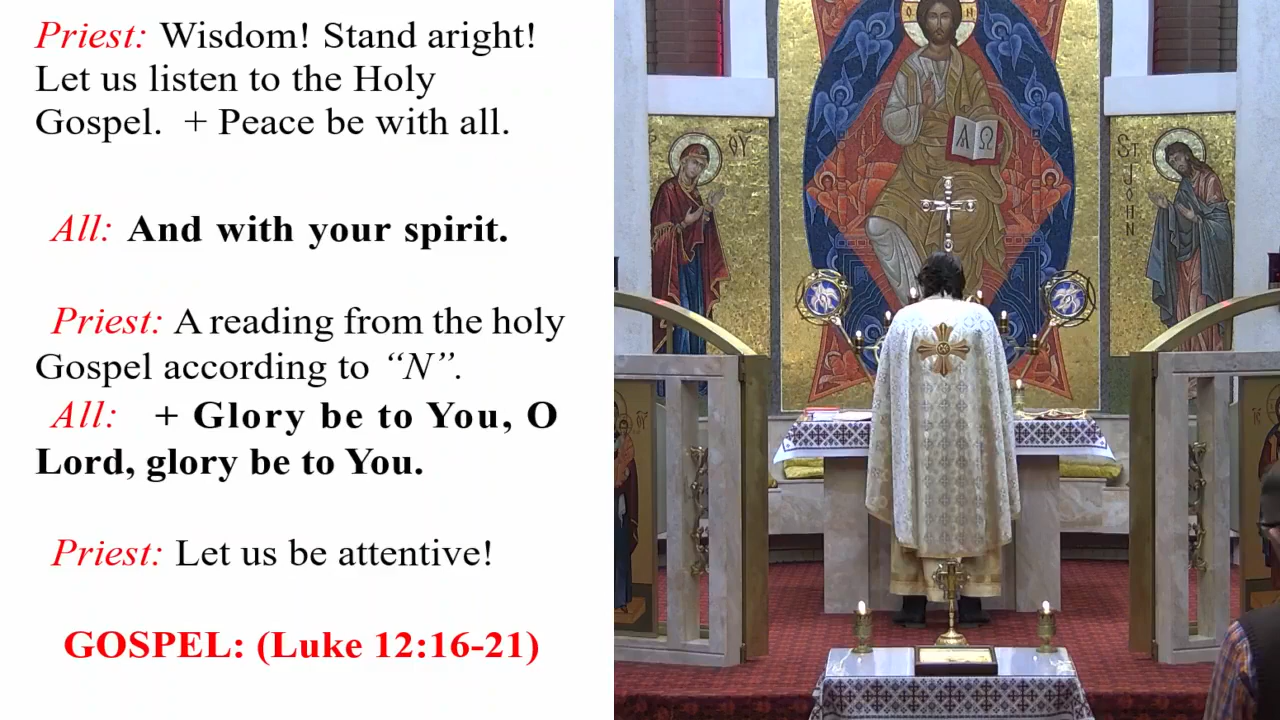 Priest: Wisdom! Stand aright!
Let us listen to the Holy
Gospel. + Peace be with all.
All: And with your spirit.
Priest: A reading from the holy
Gospel according to “N”.
All: + Glory be to You, O
Lord, glory be to You.
Priest: Let us be attentive!
GOSPEL: (Luke 12:16-21)
Ο Ν
Α Ω
ΘΥ
ST
JOHN